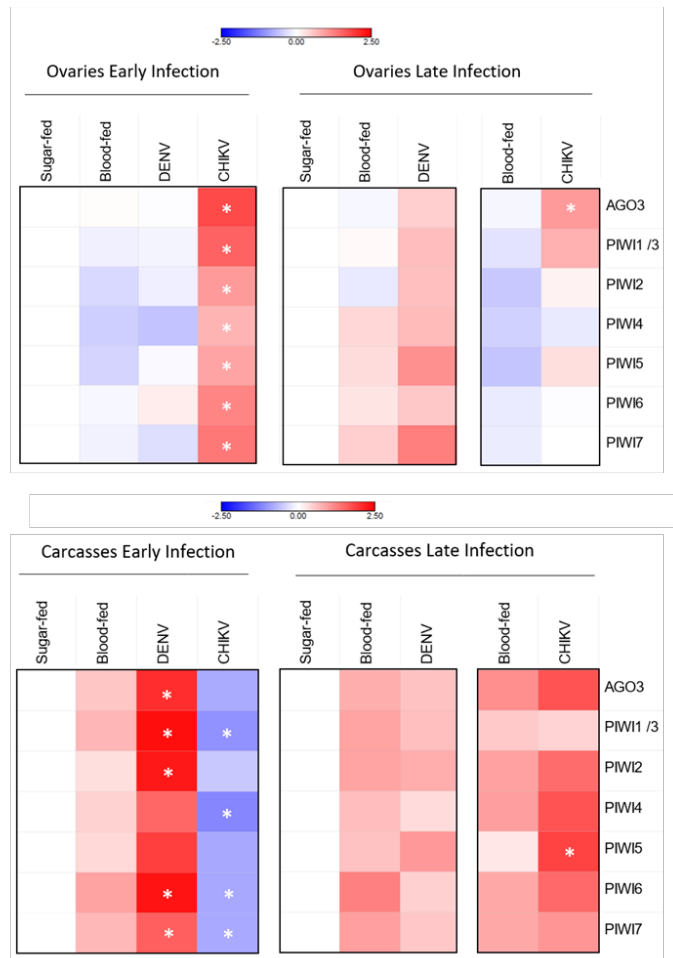 -2.50 0.00 2.50
Ovaries Early Infection Ovaries Late Infection
Sugar-fed Blood-fed DENV CHIKV Sugar-fed Blood-fed DENV Blood-fed CHIKV
* * AGO3
* PIWI1 /3
* PIWI2
* PIWI4
* PIWI5
* PIWI6
* PIWI7
-2.50 0.00 2.50
Carcasses Early Infection Carcasses Late Infection
Sugar-fed Blood-fed DENV CHIKV Sugar-fed Blood-fed DENV Blood-fed CHIKV
* AGO3
* * PIWI1 /3
* PIWI2
* PIWI4
* PIWI5
* * PIWI6
* * PIWI7